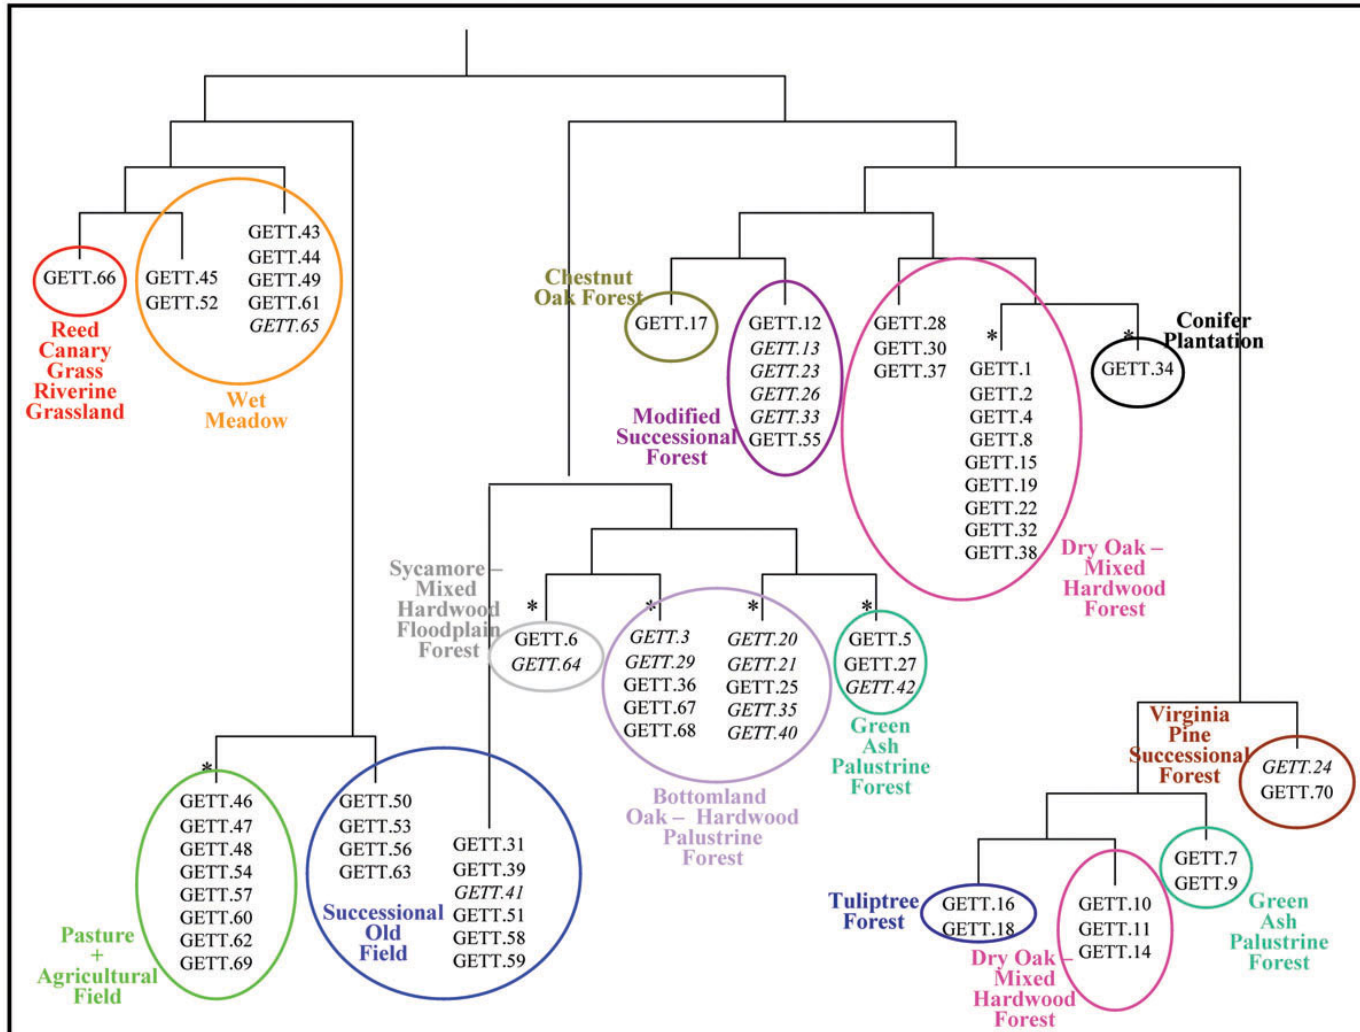 GETT.66
Reed
Canary
Grass
Riverine
Grassland
GETT.45
GETT.52
GETT.43
GETT.44
GETT.49
GETT.61
GETT.65
Wet
Meadow
Chestnut
Oak Forest
GETT.17
GETT.12
GETT.13
GETT.23
GETT.26
GETT.33
GETT.55
Modified
Successional
Forest
GETT.28
GETT.30
GETT.37
*
GETT.1
GETT.2
GETT.4
GETT.8
GETT.15
GETT.19
GETT.22
GETT.32
GETT.38
Dry Oak –
Mixed
Hardwood
Forest
*
Conifer
Plantation
GETT.34
Sycamore –
Mixed
Hardwood
Floodplain
Forest
*
GETT.6
GETT.64
*
GETT.3
GETT.29
GETT.36
GETT.67
GETT.68
*
GETT.20
GETT.21
GETT.25
GETT.35
GETT.40
Bottomland
Oak – Hardwood
Palustrine
Forest
*
GETT.5
GETT.27
GETT.42
Green
Ash
Palustrine
Forest
*
GETT.46
GETT.47
GETT.48
GETT.54
GETT.57
GETT.60
GETT.62
GETT.69
Pasture
+
Agricultural
Field
GETT.50
GETT.53
GETT.56
GETT.63
GETT.31
GETT.39
GETT.41
GETT.51
GETT.58
GETT.59
Successional
Old
Field
Virginia
Pine
Successional
Forest
GETT.24
GETT.70
Tuliptree
Forest
GETT.16
GETT.18
GETT.10
GETT.11
GETT.14
Dry Oak –
Mixed
Hardwood
Forest
GETT.7
GETT.9
Green
Ash
Palustrine
Forest